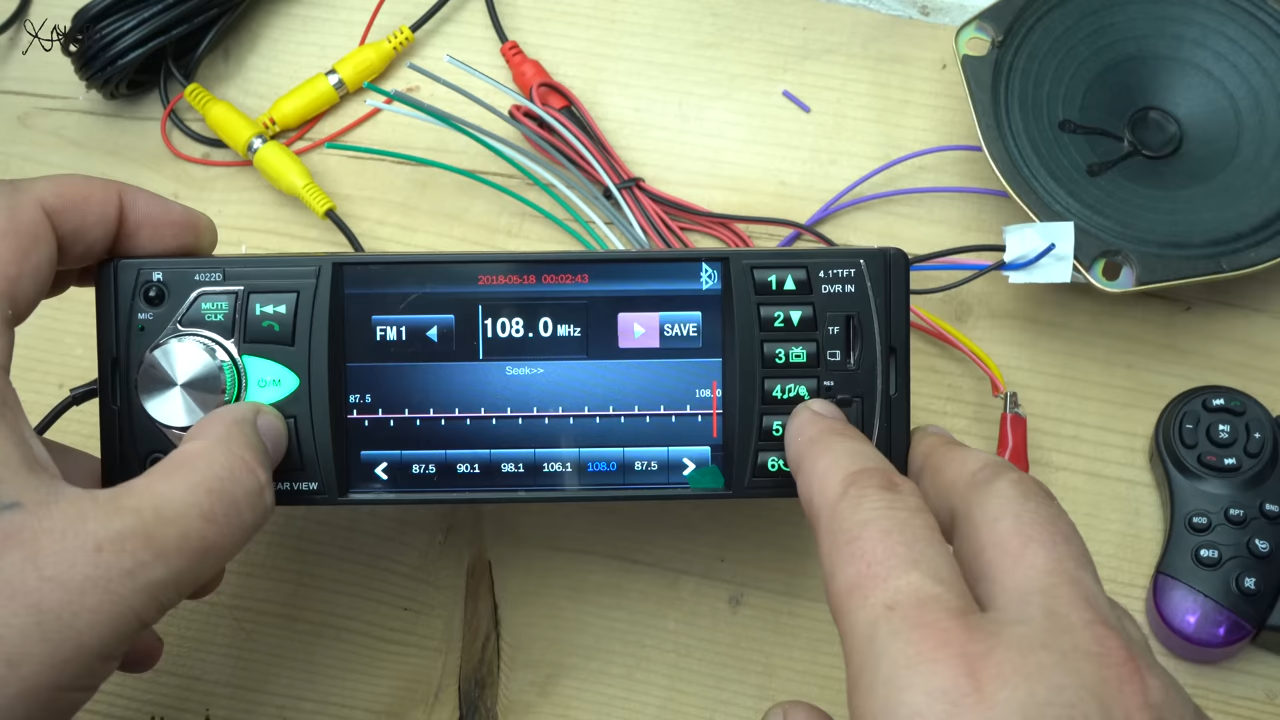 IR
4022D
MIC
MUTE
CLK
⏻/M
EAR VIEW
2018-05-18 00:02:43
FM1
108.0 MHz
SAVE
Seek>>
87.5
108.0
87.5 90.1 98.1 106.1 108.0 87.5
1
2
3
4
5
6
4.1"TFT
DVR IN
TF
RES
MOD
RPT
BND